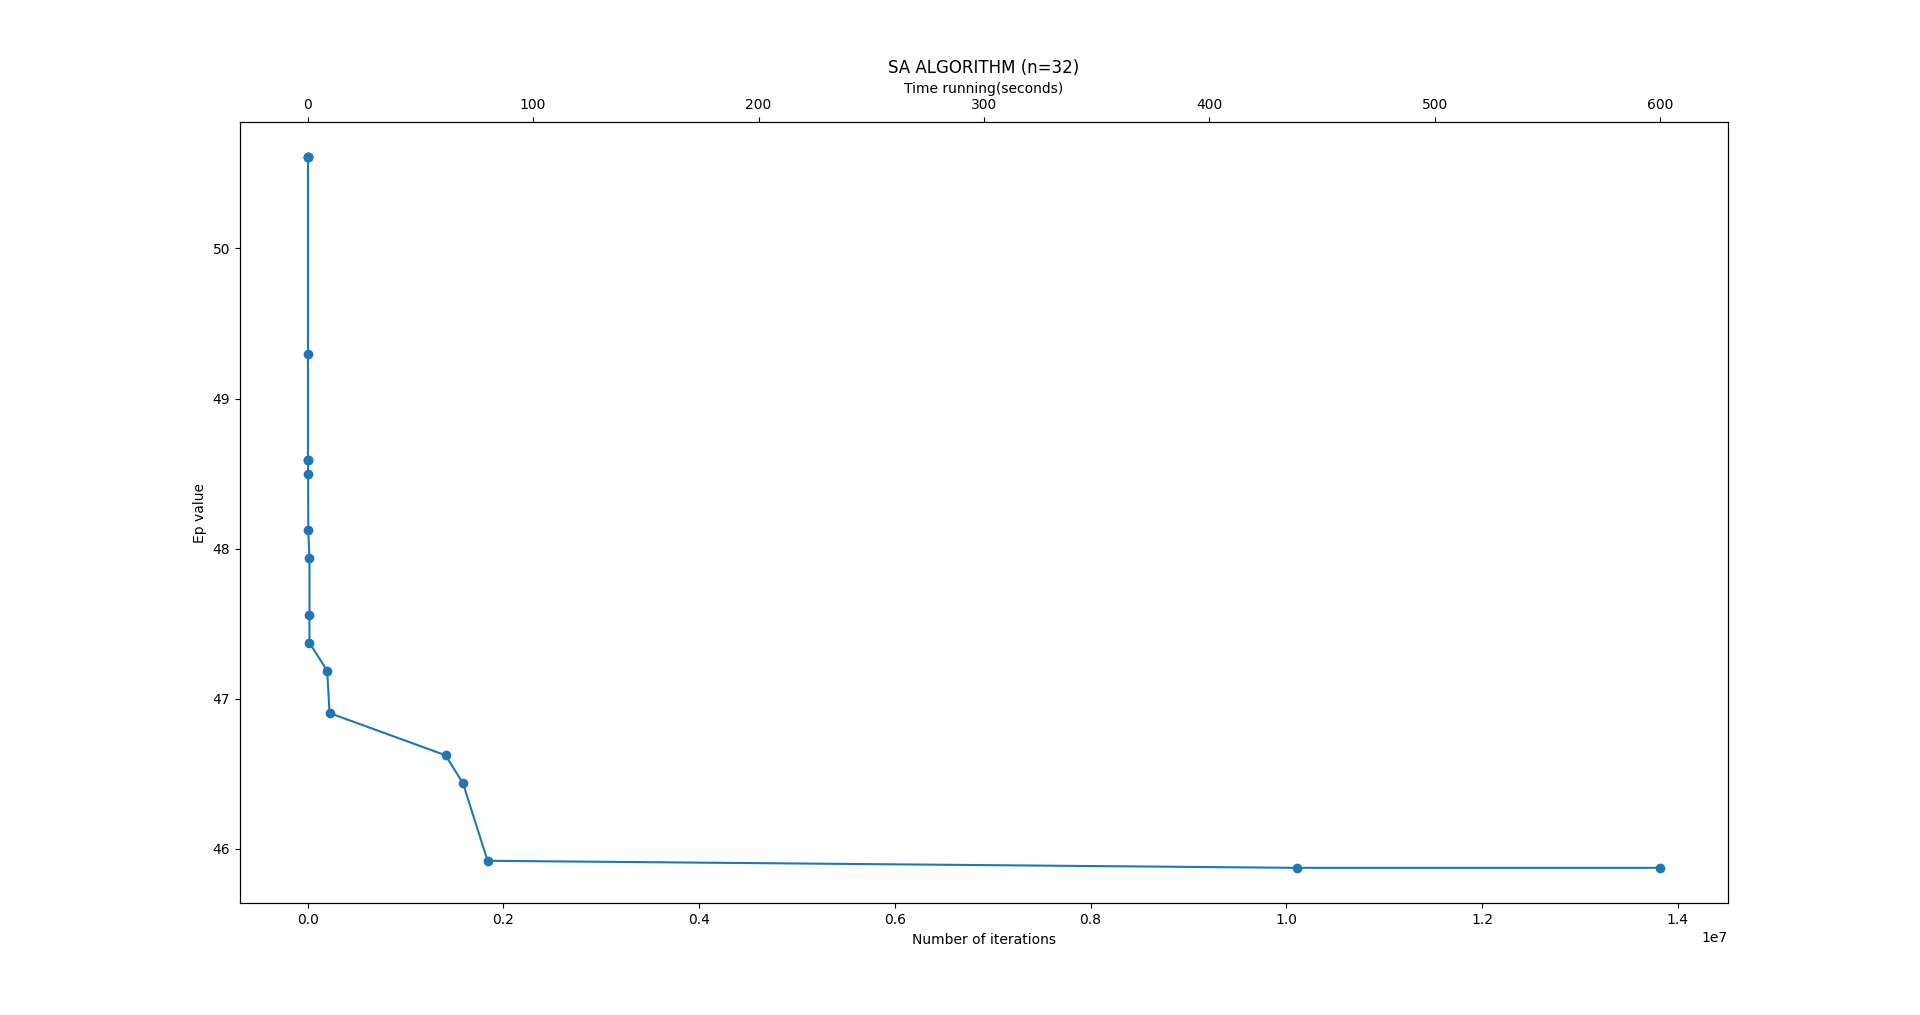 SA ALGORITHM (n=32)
Time running(seconds)
0 100 200 300 400 500 600
50
49
48
47
46
Ep value
0.0 0.2 0.4 0.6 0.8 1.0 1.2 1.4
1e7
Number of iterations